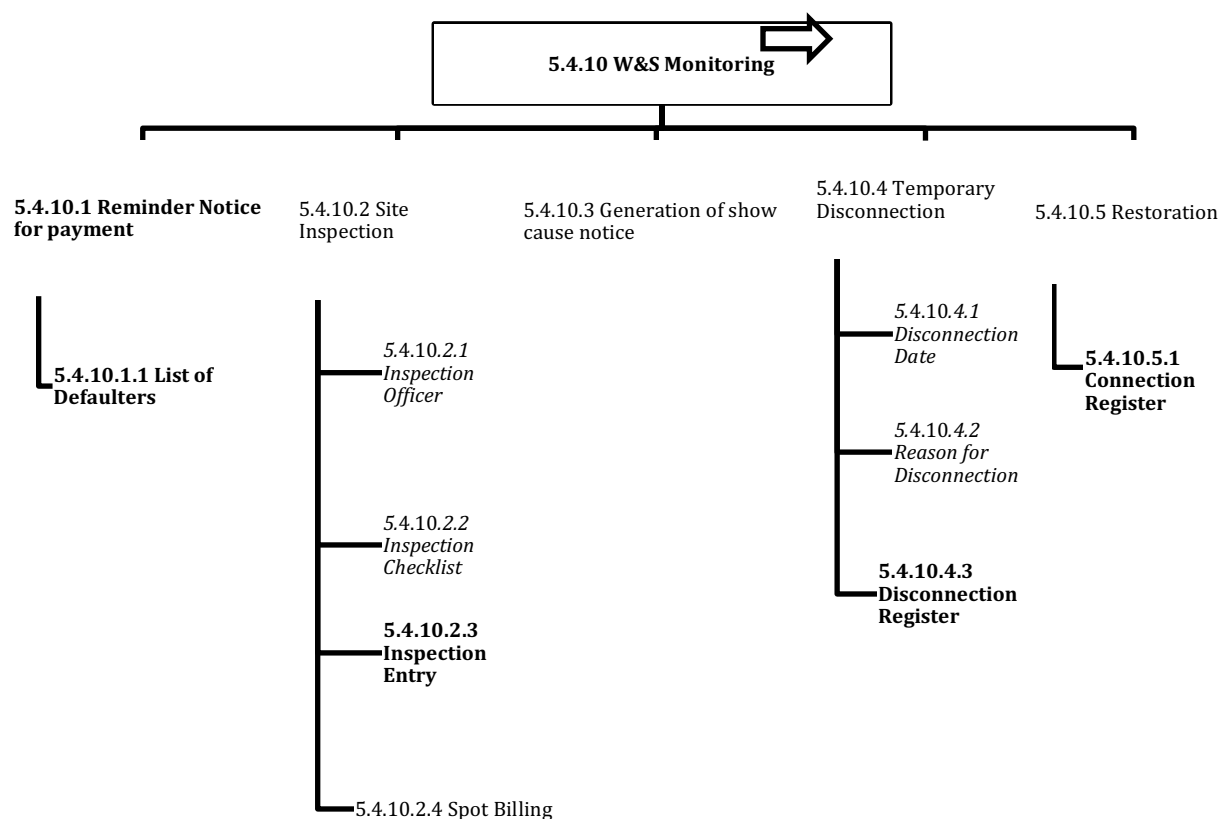 5.4.10 W&S Monitoring
5.4.10.1 Reminder Notice
for payment
5.4.10.2 Site
Inspection
5.4.10.3 Generation of show
cause notice
5.4.10.4 Temporary
Disconnection
5.4.10.5 Restoration
5.4.10.1.1 List of
Defaulters
5.4.10.2.1
Inspection
Officer
5.4.10.2.2
Inspection
Checklist
5.4.10.2.3
Inspection
Entry
5.4.10.2.4 Spot Billing
5.4.10.4.1
Disconnection
Date
5.4.10.4.2
Reason for
Disconnection
5.4.10.4.3
Disconnection
Register
5.4.10.5.1
Connection
Register